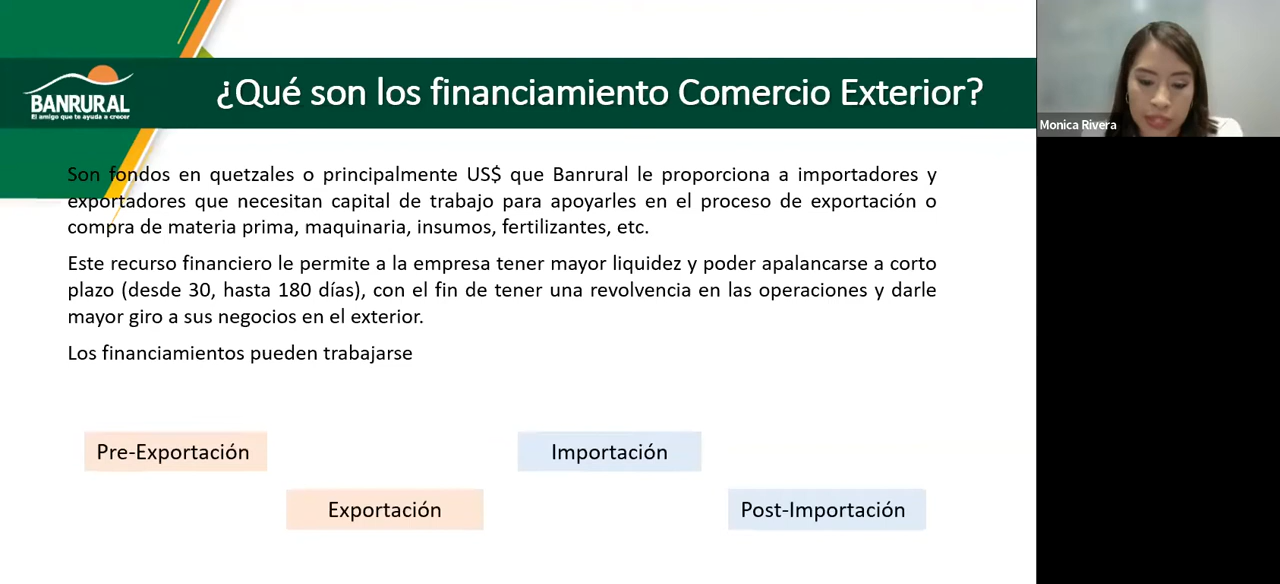 BANRURAL
El amigo que te ayuda a crecer
¿Qué son los financiamiento Comercio Exterior?
Monica Rivera
Son fondos en quetzales o principalmente US$ que Banrural le proporciona a importadores y
exportadores que necesitan capital de trabajo para apoyarles en el proceso de exportación o
compra de materia prima, maquinaria, insumos, fertilizantes, etc.
Este recurso financiero le permite a la empresa tener mayor liquidez y poder apalancarse a corto
plazo (desde 30, hasta 180 días), con el fin de tener una revolvencia en las operaciones y darle
mayor giro a sus negocios en el exterior.
Los financiamientos pueden trabajarse
Pre-Exportación
Importación
Exportación
Post-Importación